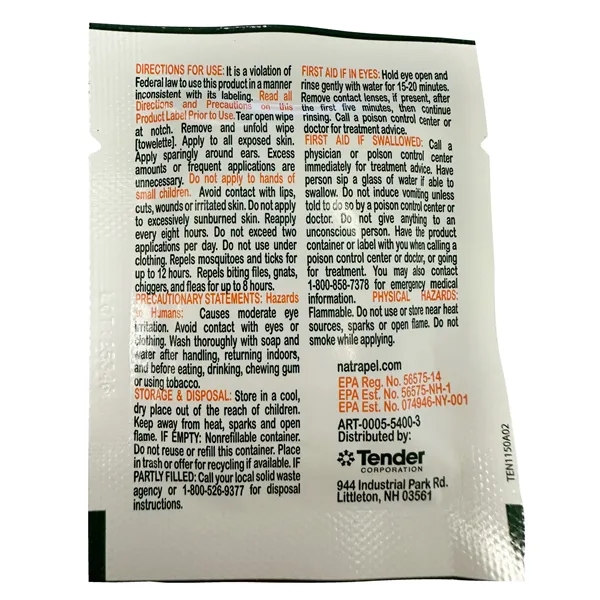 DIRECTIONS FOR USE: It is a violation of
Federal law to use this product in a manner
inconsistent with its labeling. Read all
Directions and Precautions on this
Product Label Prior to Use. Tear open wipe
at notch. Remove and unfold wipe
[towelette]. Apply to all exposed skin.
Apply sparingly around ears. Excess
amounts or frequent applications are
unnecessary. Do not apply to hands of
small children. Avoid contact with lips,
cuts, wounds or irritated skin. Do not apply
to excessively sunburned skin. Reapply
every eight hours. Do not exceed two
applications per day. Do not use under
clothing. Repels mosquitoes and ticks for
up to 12 hours. Repels biting flies, gnats,
chiggers, and fleas for up to 8 hours.
PRECAUTIONARY STATEMENTS: Hazards
to Humans: Causes moderate eye
irritation. Avoid contact with eyes or
clothing. Wash thoroughly with soap and
water after handling, returning indoors,
and before eating, drinking, chewing gum
or using tobacco.
STORAGE & DISPOSAL: Store in a cool,
dry place out of the reach of children.
Keep away from heat, sparks and open
flame. IF EMPTY: Nonrefillable container.
Do not reuse or refill this container. Place
in trash or offer for recycling if available. IF
PARTLY FILLED: Call your local solid waste
agency or 1-800-526-9377 for disposal
instructions.
FIRST AID IF IN EYES: Hold eye open and
rinse gently with water for 15-20 minutes.
Remove contact lenses, if present, after
the first five minutes, then continue
rinsing. Call a poison control center or
doctor for treatment advice.
FIRST AID IF SWALLOWED: Call a
physician or poison control center
immediately for treatment advice. Have
person sip a glass of water if able to
swallow. Do not induce vomiting unless
told to do so by a poison control center or
doctor. Do not give anything to an
unconscious person. Have the product
container or label with you when calling a
poison control center or doctor, or going
for treatment. You may also contact
1-800-858-7378 for emergency medical
information. PHYSICAL HAZARDS:
Flammable. Do not use or store near heat
sources, sparks or open flame. Do not
smoke while applying.
natrapel.com
EPA Reg. No. 56575-14
EPA Est. No. 56575-NH-1
EPA Est. No. 074946-NY-001
ART-0005-5400-3
Distributed by:
Tender
CORPORATION
944 Industrial Park Rd.
Littleton, NH 03561
TEN1150A02